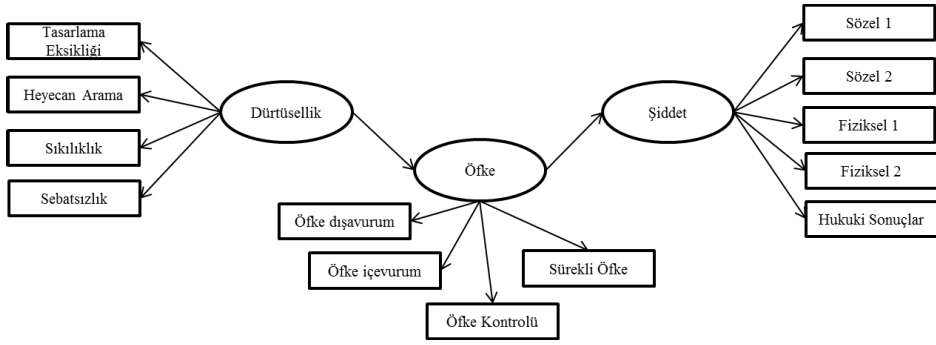 Tasarlama
Eksikliği
Heyecan Arama
Sıkılıklık
Sebatsızlık
Dürtüsellik
Öfke
Şiddet
Öfke dışavurum
Öfke içevurum
Öfke Kontrolü
Sürekli Öfke
Sözel 1
Sözel 2
Fiziksel 1
Fiziksel 2
Hukuki Sonuçlar